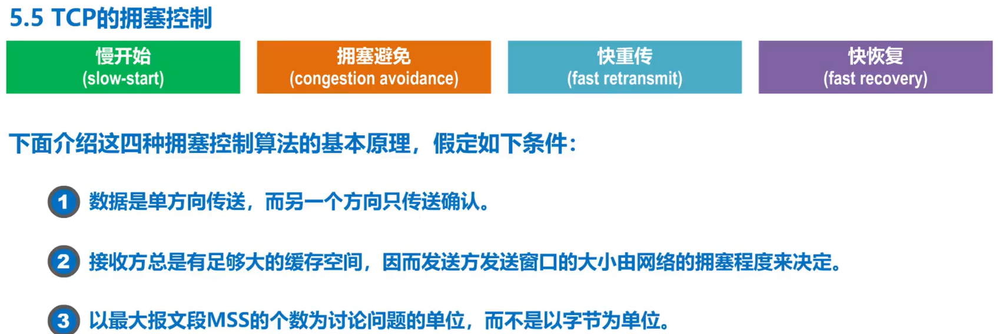 5.5 TCP的拥塞控制
慢开始
(slow-start)
拥塞避免
(congestion avoidance)
快重传
(fast retransmit)
快恢复
(fast recovery)
下面介绍这四种拥塞控制算法的基本原理，假定如下条件：
1 数据是单方向传送，而另一个方向只传送确认。
2 接收方总是有足够大的缓存空间，因而发送方发送窗口的大小由网络的拥塞程度来决定。
3 以最大报文段MSS的个数为讨论问题的单位，而不是以字节为单位。